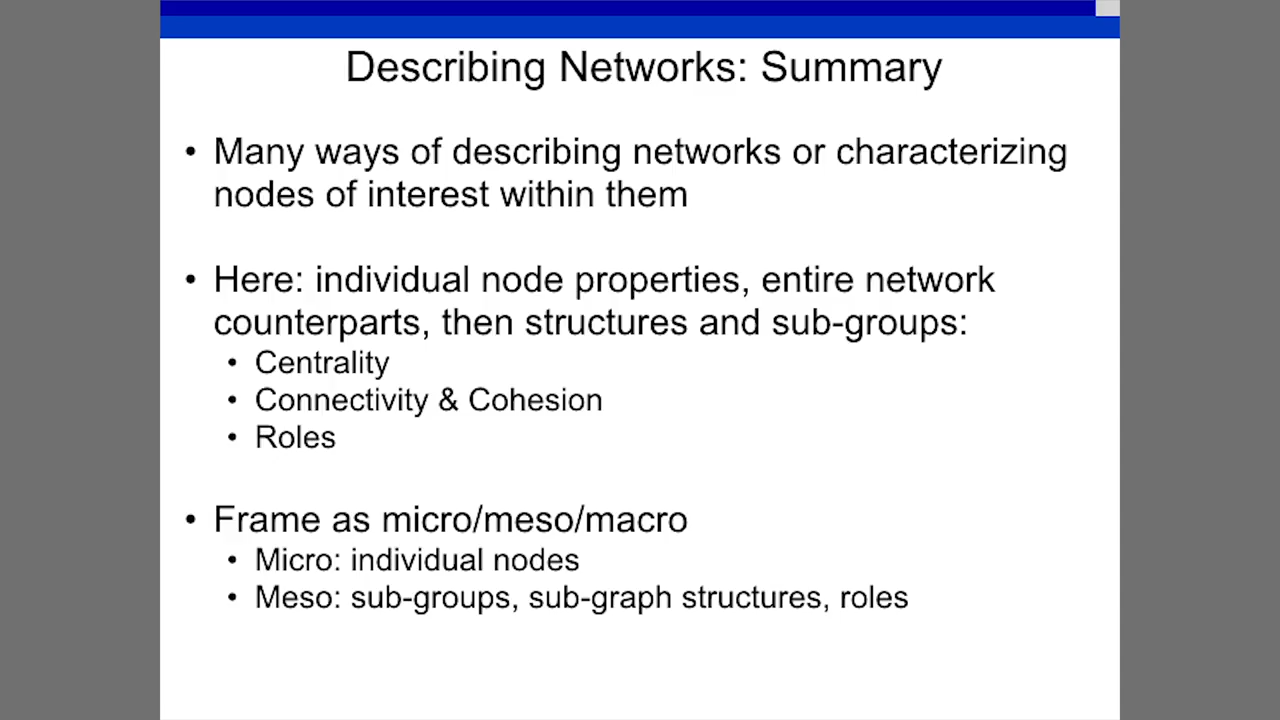 Describing Networks: Summary
• Many ways of describing networks or characterizing
nodes of interest within them
• Here: individual node properties, entire network
counterparts, then structures and sub-groups:
• Centrality
• Connectivity & Cohesion
• Roles
• Frame as micro/meso/macro
• Micro: individual nodes
• Meso: sub-groups, sub-graph structures, roles